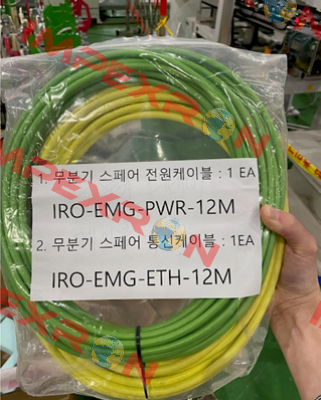 1. 무분기 스페어 전원케이블 : 1 EA
IRO-EMG-PWR-12M
2. 무분기 스페어 통신케이블 : 1EA
IRO-EMG-ETH-12M
APEXRON